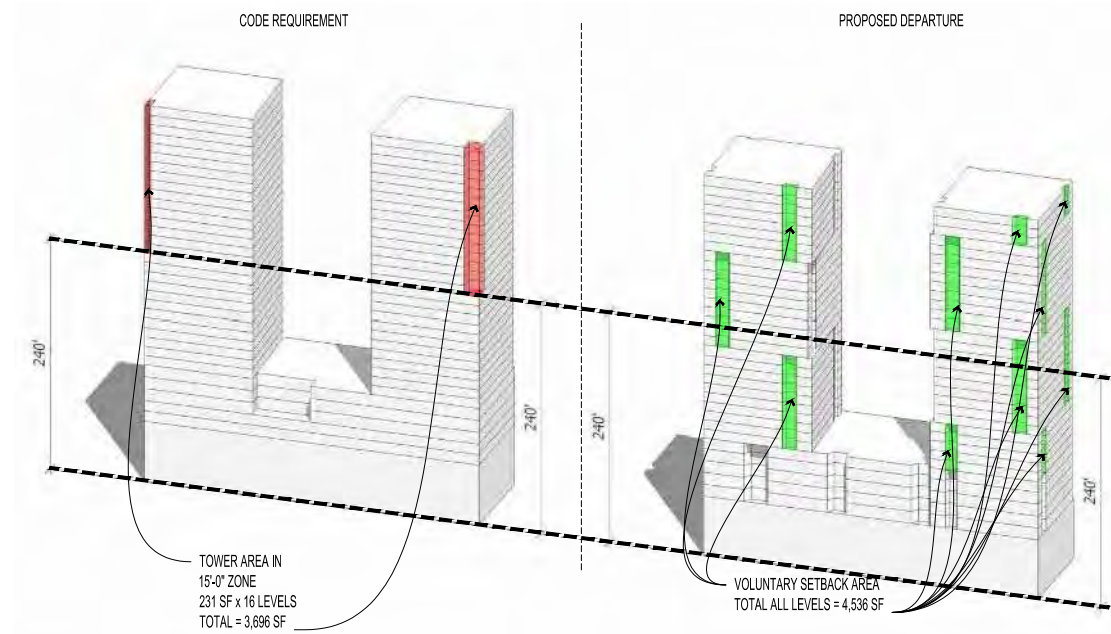 CODE REQUIREMENT
PROPOSED DEPARTURE
240'
240'
240'
240'
TOWER AREA IN
15'-0" ZONE
231 SF x 16 LEVELS
TOTAL = 3,696 SF
VOLUNTARY SETBACK AREA
TOTAL ALL LEVELS = 4,536 SF